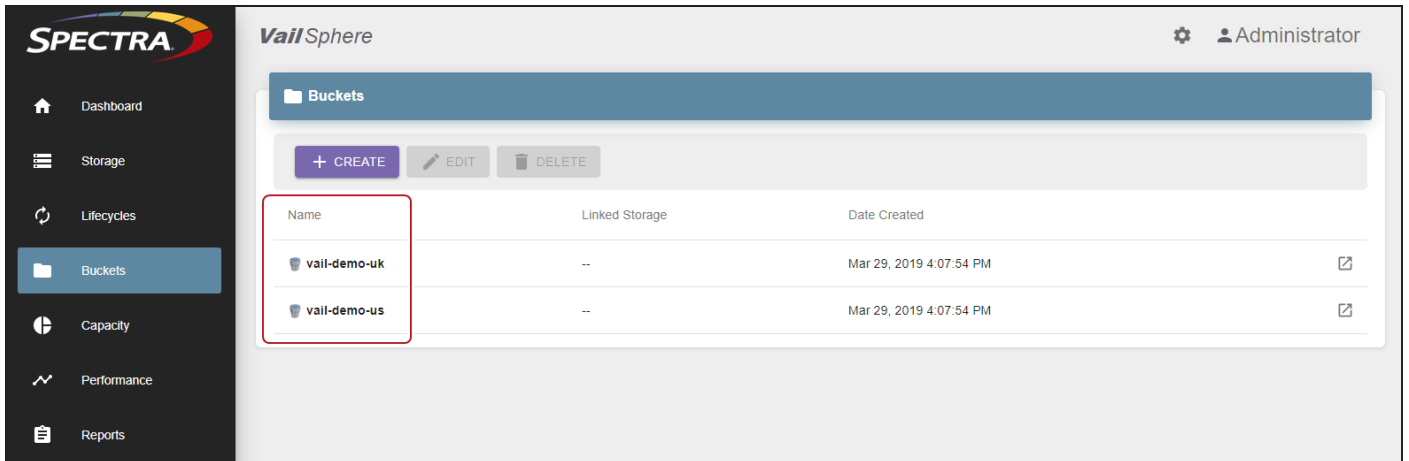 SPECTRA
Vail Sphere
Administrator
Dashboard
Storage
Lifecycles
Buckets
Capacity
Performance
Reports
Buckets
CREATE
EDIT
DELETE
Name Linked Storage Date Created
vail-demo-uk -- Mar 29, 2019 4:07:54 PM
vail-demo-us -- Mar 29, 2019 4:07:54 PM